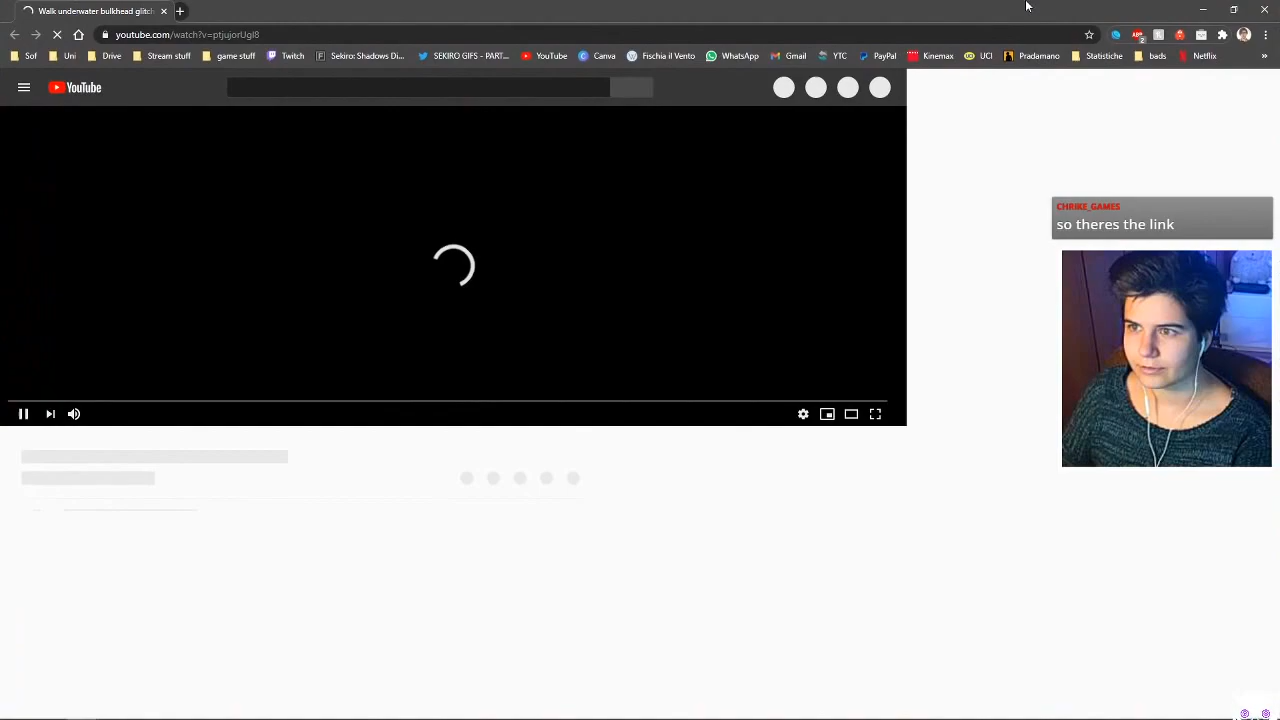 Walk underwater bulkhead glitch
youtube.com/watch?v=ptjujorUgI8
Sof Uni Drive Stream stuff game stuff Twitch Sekiro: Shadows Di... SEKIRO GIFS — PART... YouTube Canva Fischia il Vento WhatsApp Gmail YTC PayPal Kinemax UCI Pradamano Statistiche bads Netflix »
YouTube
CHRIKE_GAMES
so theres the link